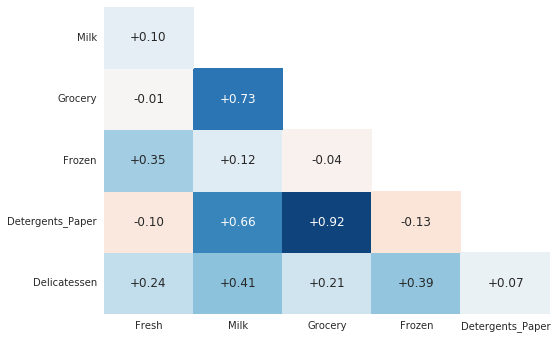 Milk +0.10
Grocery -0.01 +0.73
Frozen +0.35 +0.12 -0.04
Detergents_Paper -0.10 +0.66 +0.92 -0.13
Delicatessen +0.24 +0.41 +0.21 +0.39 +0.07
Fresh Milk Grocery Frozen Detergents_Paper